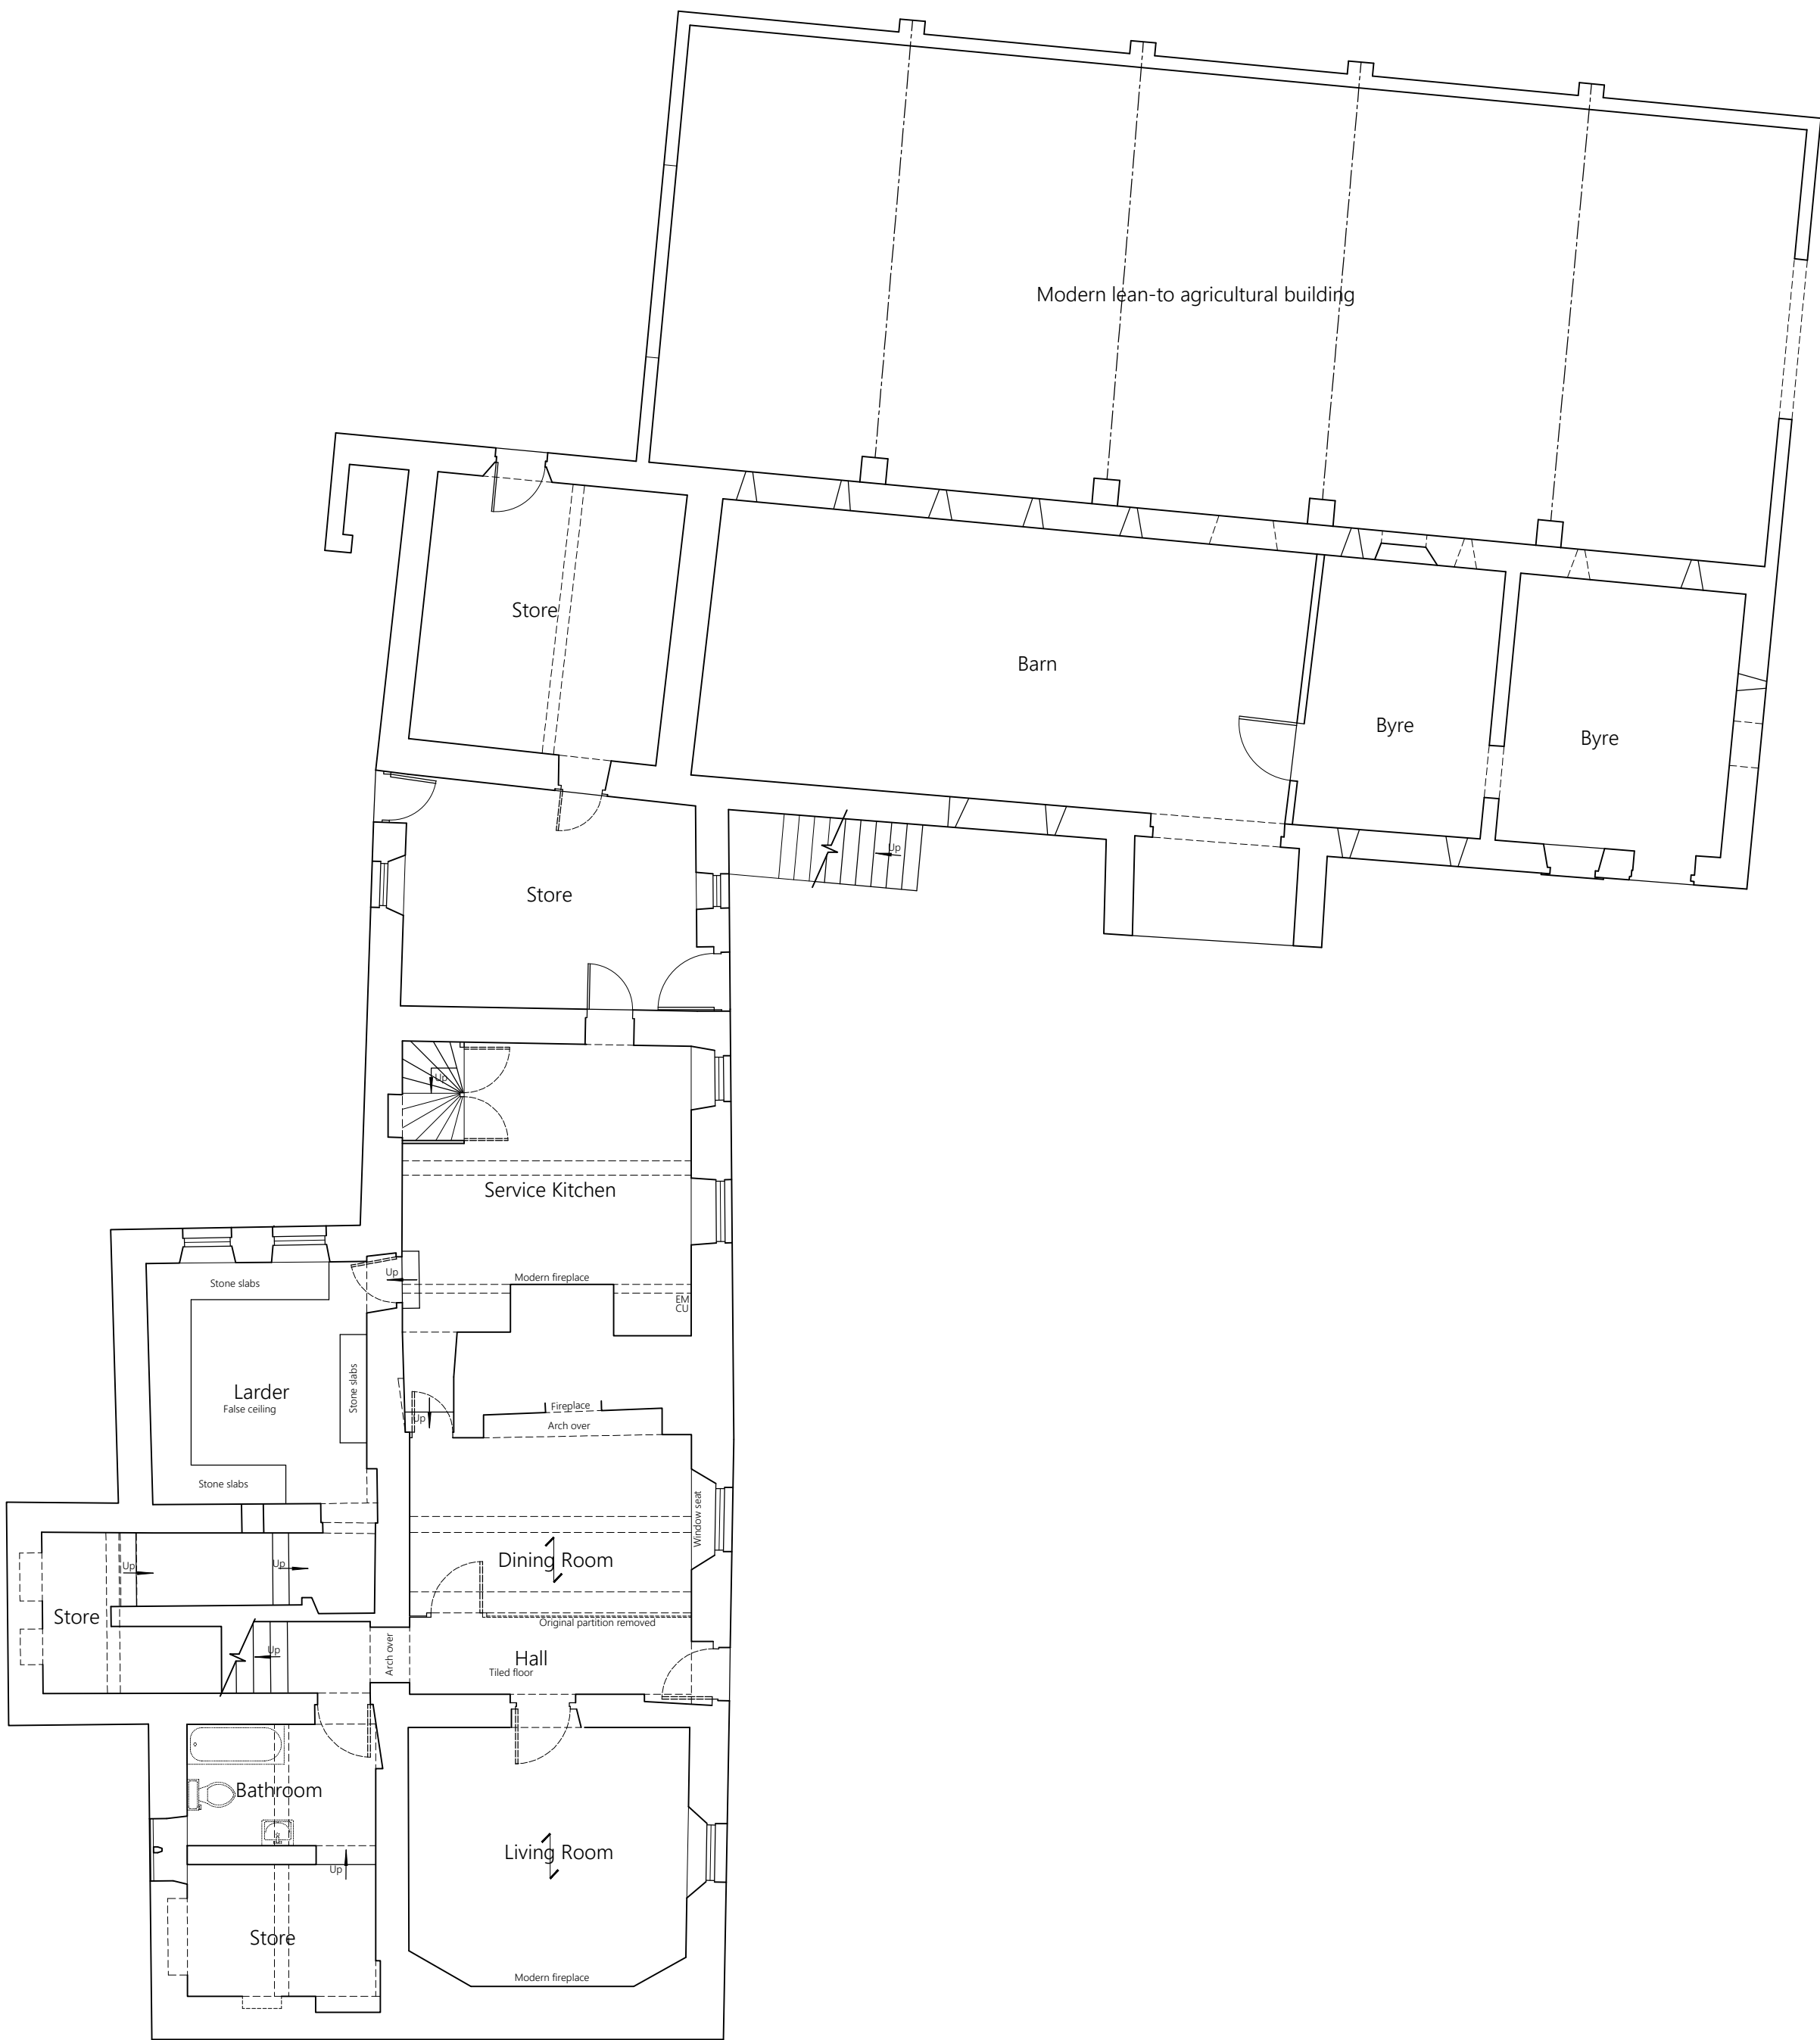 Modern lean-to agricultural building
Store
Barn
Byre
Byre
Up
Store
Up
Service Kitchen
Up
Modern fireplace
Stone slabs
EM
CU
Larder
False ceiling
Stone slabs
Fireplace
Up
Arch over
Stone slabs
Window seat
Dining Room
Up
Up
Store
Original partition removed
Up
Arch over
Hall
Tiled floor
Bathroom
Living Room
Up
Store
Modern fireplace